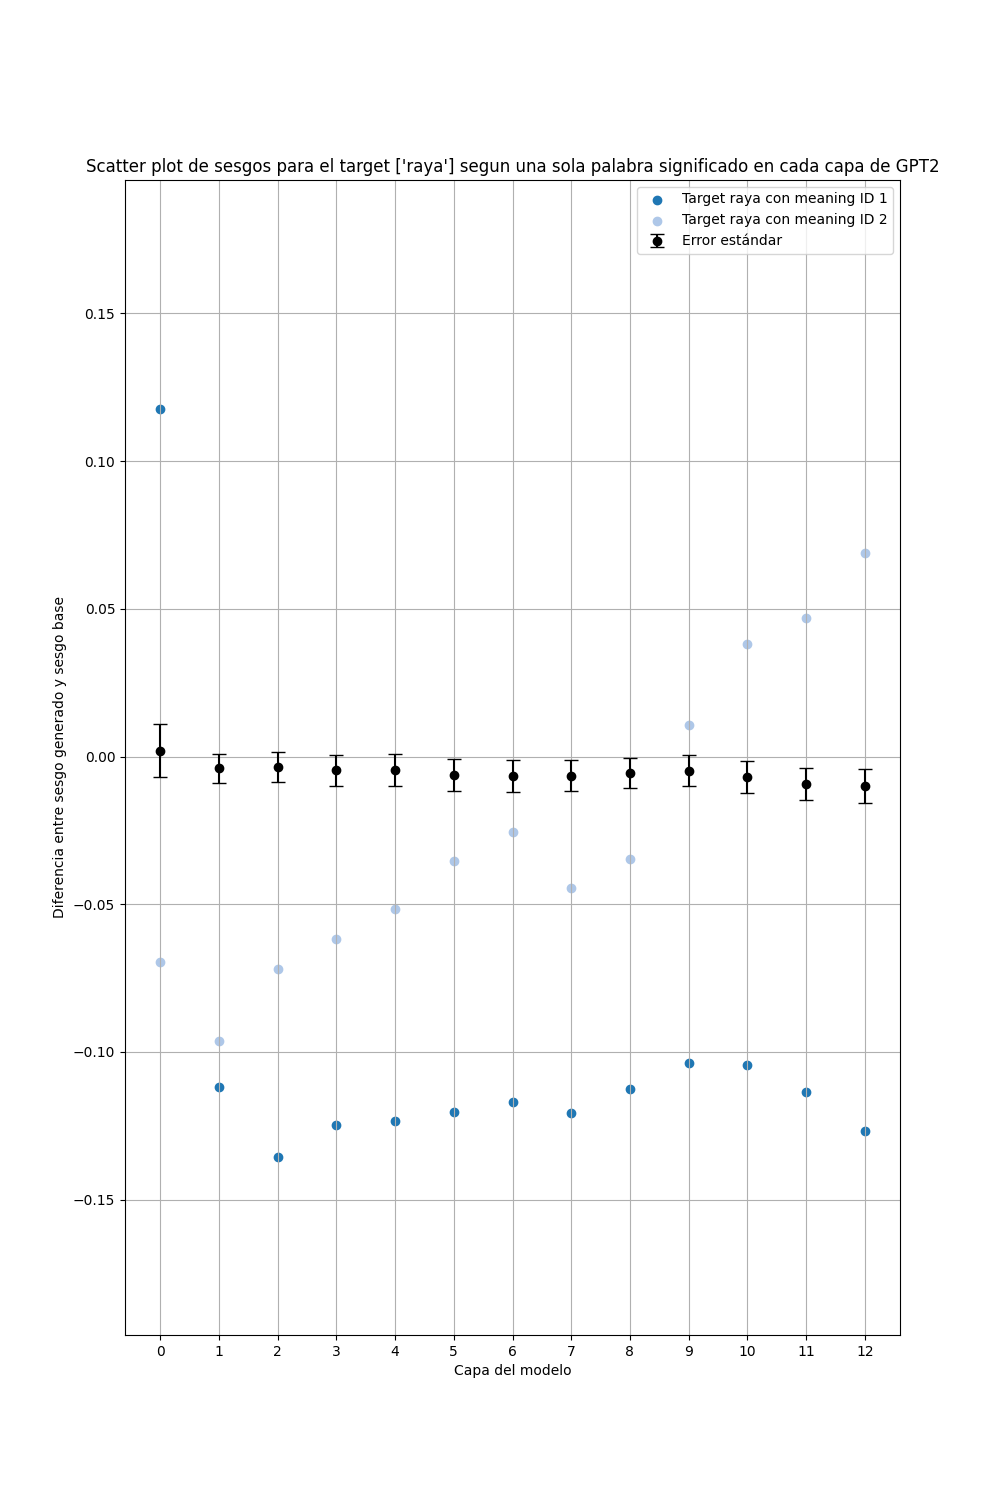 Scatter plot de sesgos para el target ['raya'] segun una sola palabra significado en cada capa de GPT2
Target raya con meaning ID 1
Target raya con meaning ID 2
Error estándar
Diferencia entre sesgo generado y sesgo base
0.15
0.10
0.05
0.00
−0.05
−0.10
−0.15
0 1 2 3 4 5 6 7 8 9 10 11 12
Capa del modelo